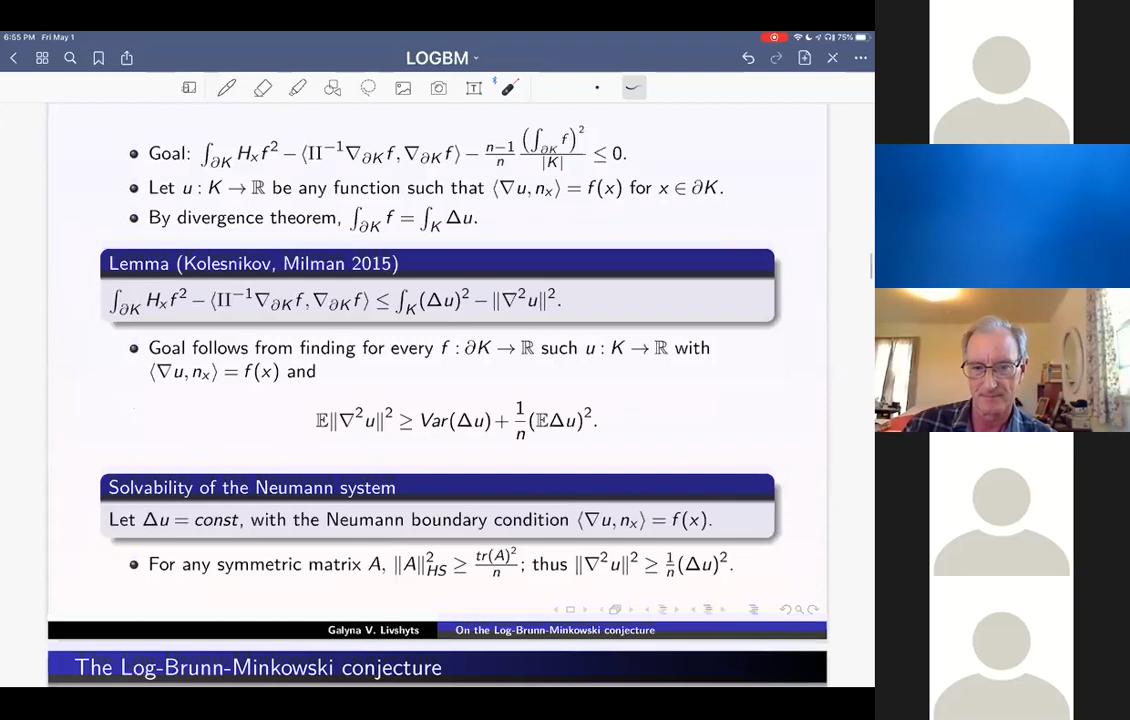 6:55 PM Fri May 1
75%
LOGBM
Goal: ∫_{∂K} H_x f² − ⟨II⁻¹∇_{∂K} f, ∇_{∂K} f⟩ − \frac{n−1}{n} \frac{(∫_{∂K} f)²}{|K|} ≤ 0.
Let u : K → ℝ be any function such that ⟨∇u, n_x⟩ = f(x) for x ∈ ∂K.
By divergence theorem, ∫_{∂K} f = ∫_K Δu.
Lemma (Kolesnikov, Milman 2015)
∫_{∂K} H_x f² − ⟨II⁻¹∇_{∂K} f, ∇_{∂K} f⟩ ≤ ∫_K (Δu)² − ‖∇²u‖².
Goal follows from finding for every f : ∂K → ℝ such u : K → ℝ with
⟨∇u, n_x⟩ = f(x) and
𝔼‖∇²u‖² ≥ Var(Δu) + \frac{1}{n}(𝔼Δu)².
Solvability of the Neumann system
Let Δu = const, with the Neumann boundary condition ⟨∇u, n_x⟩ = f(x).
For any symmetric matrix A, ‖A‖²_{HS} ≥ \frac{tr(A)²}{n}; thus ‖∇²u‖² ≥ \frac{1}{n}(Δu)².
Galyna V. Livshyts On the Log-Brunn-Minkowski conjecture
The Log-Brunn-Minkowski conjecture